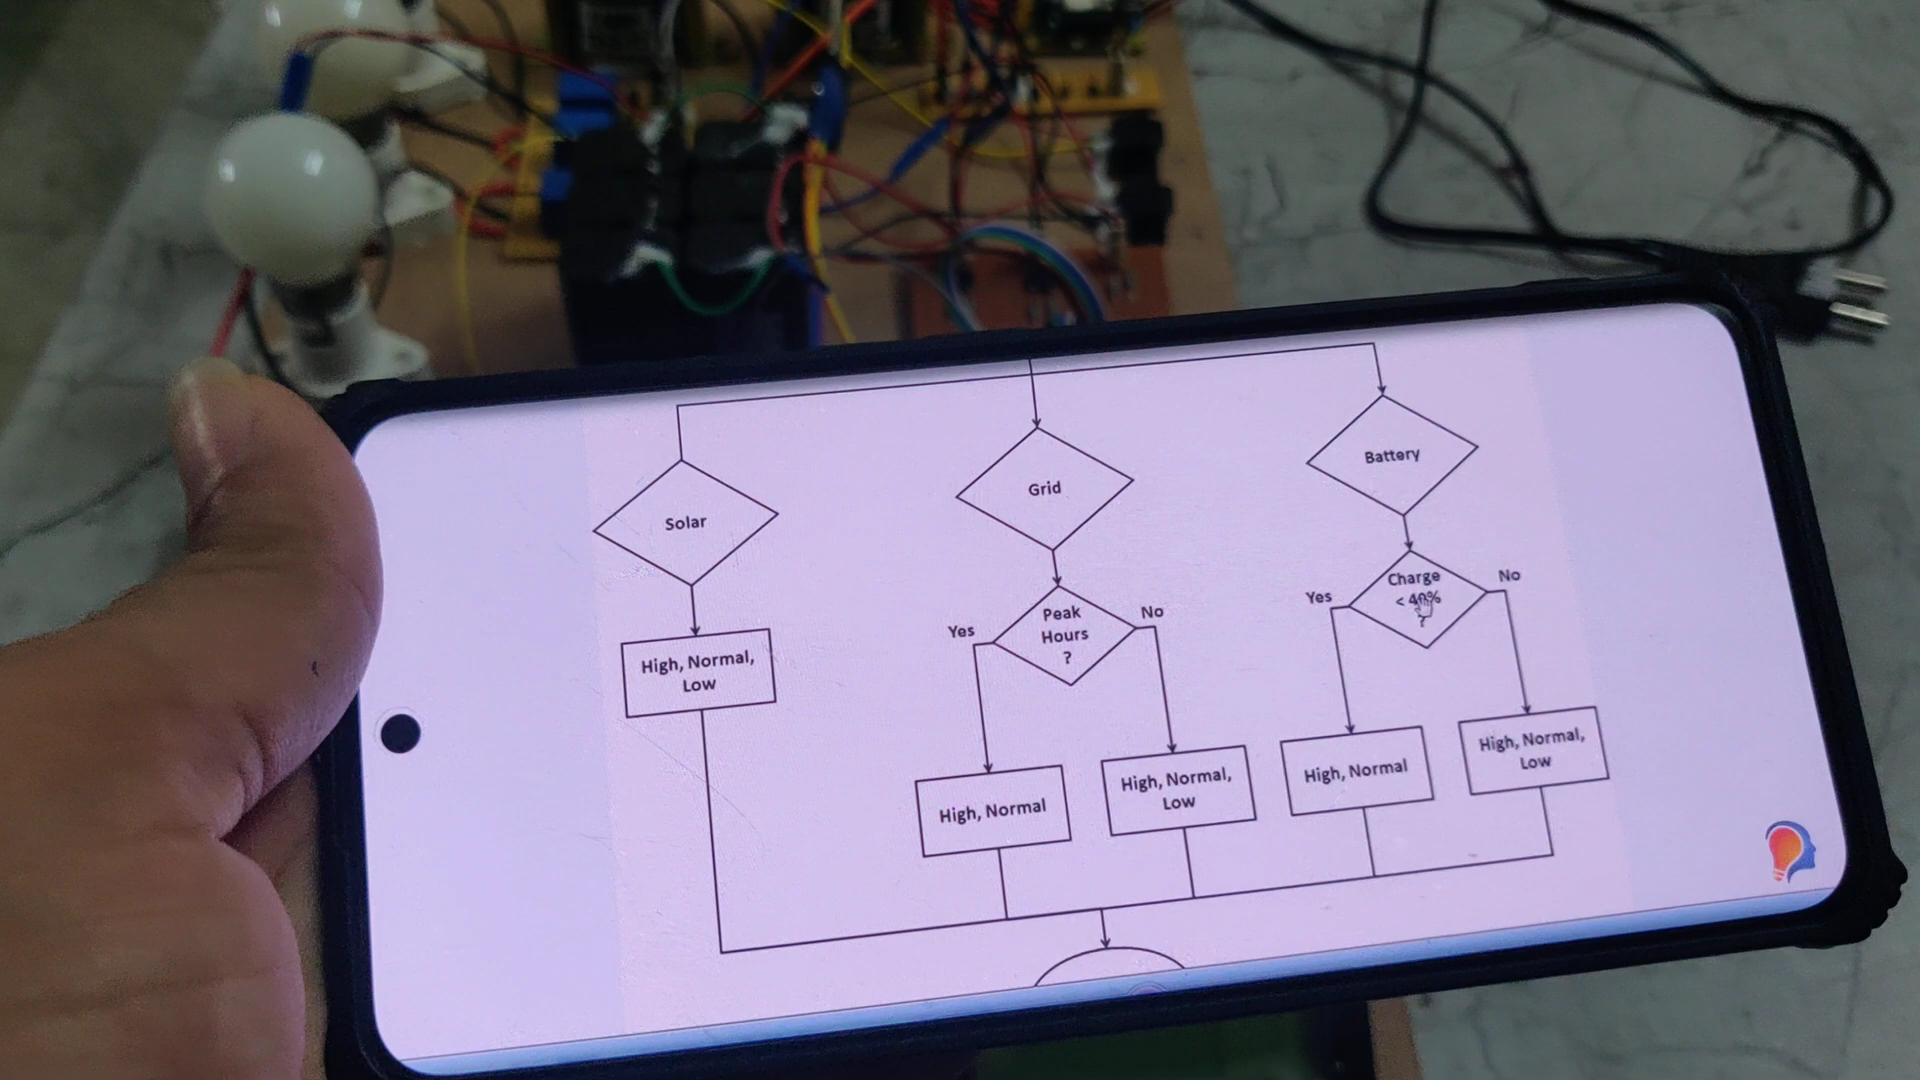 Solar
Grid
Battery
High, Normal,
Low
Yes
Peak
Hours
?
No
Yes
Charge
< 40%
?
No
High, Normal
High, Normal,
Low
High, Normal
High, Normal,
Low